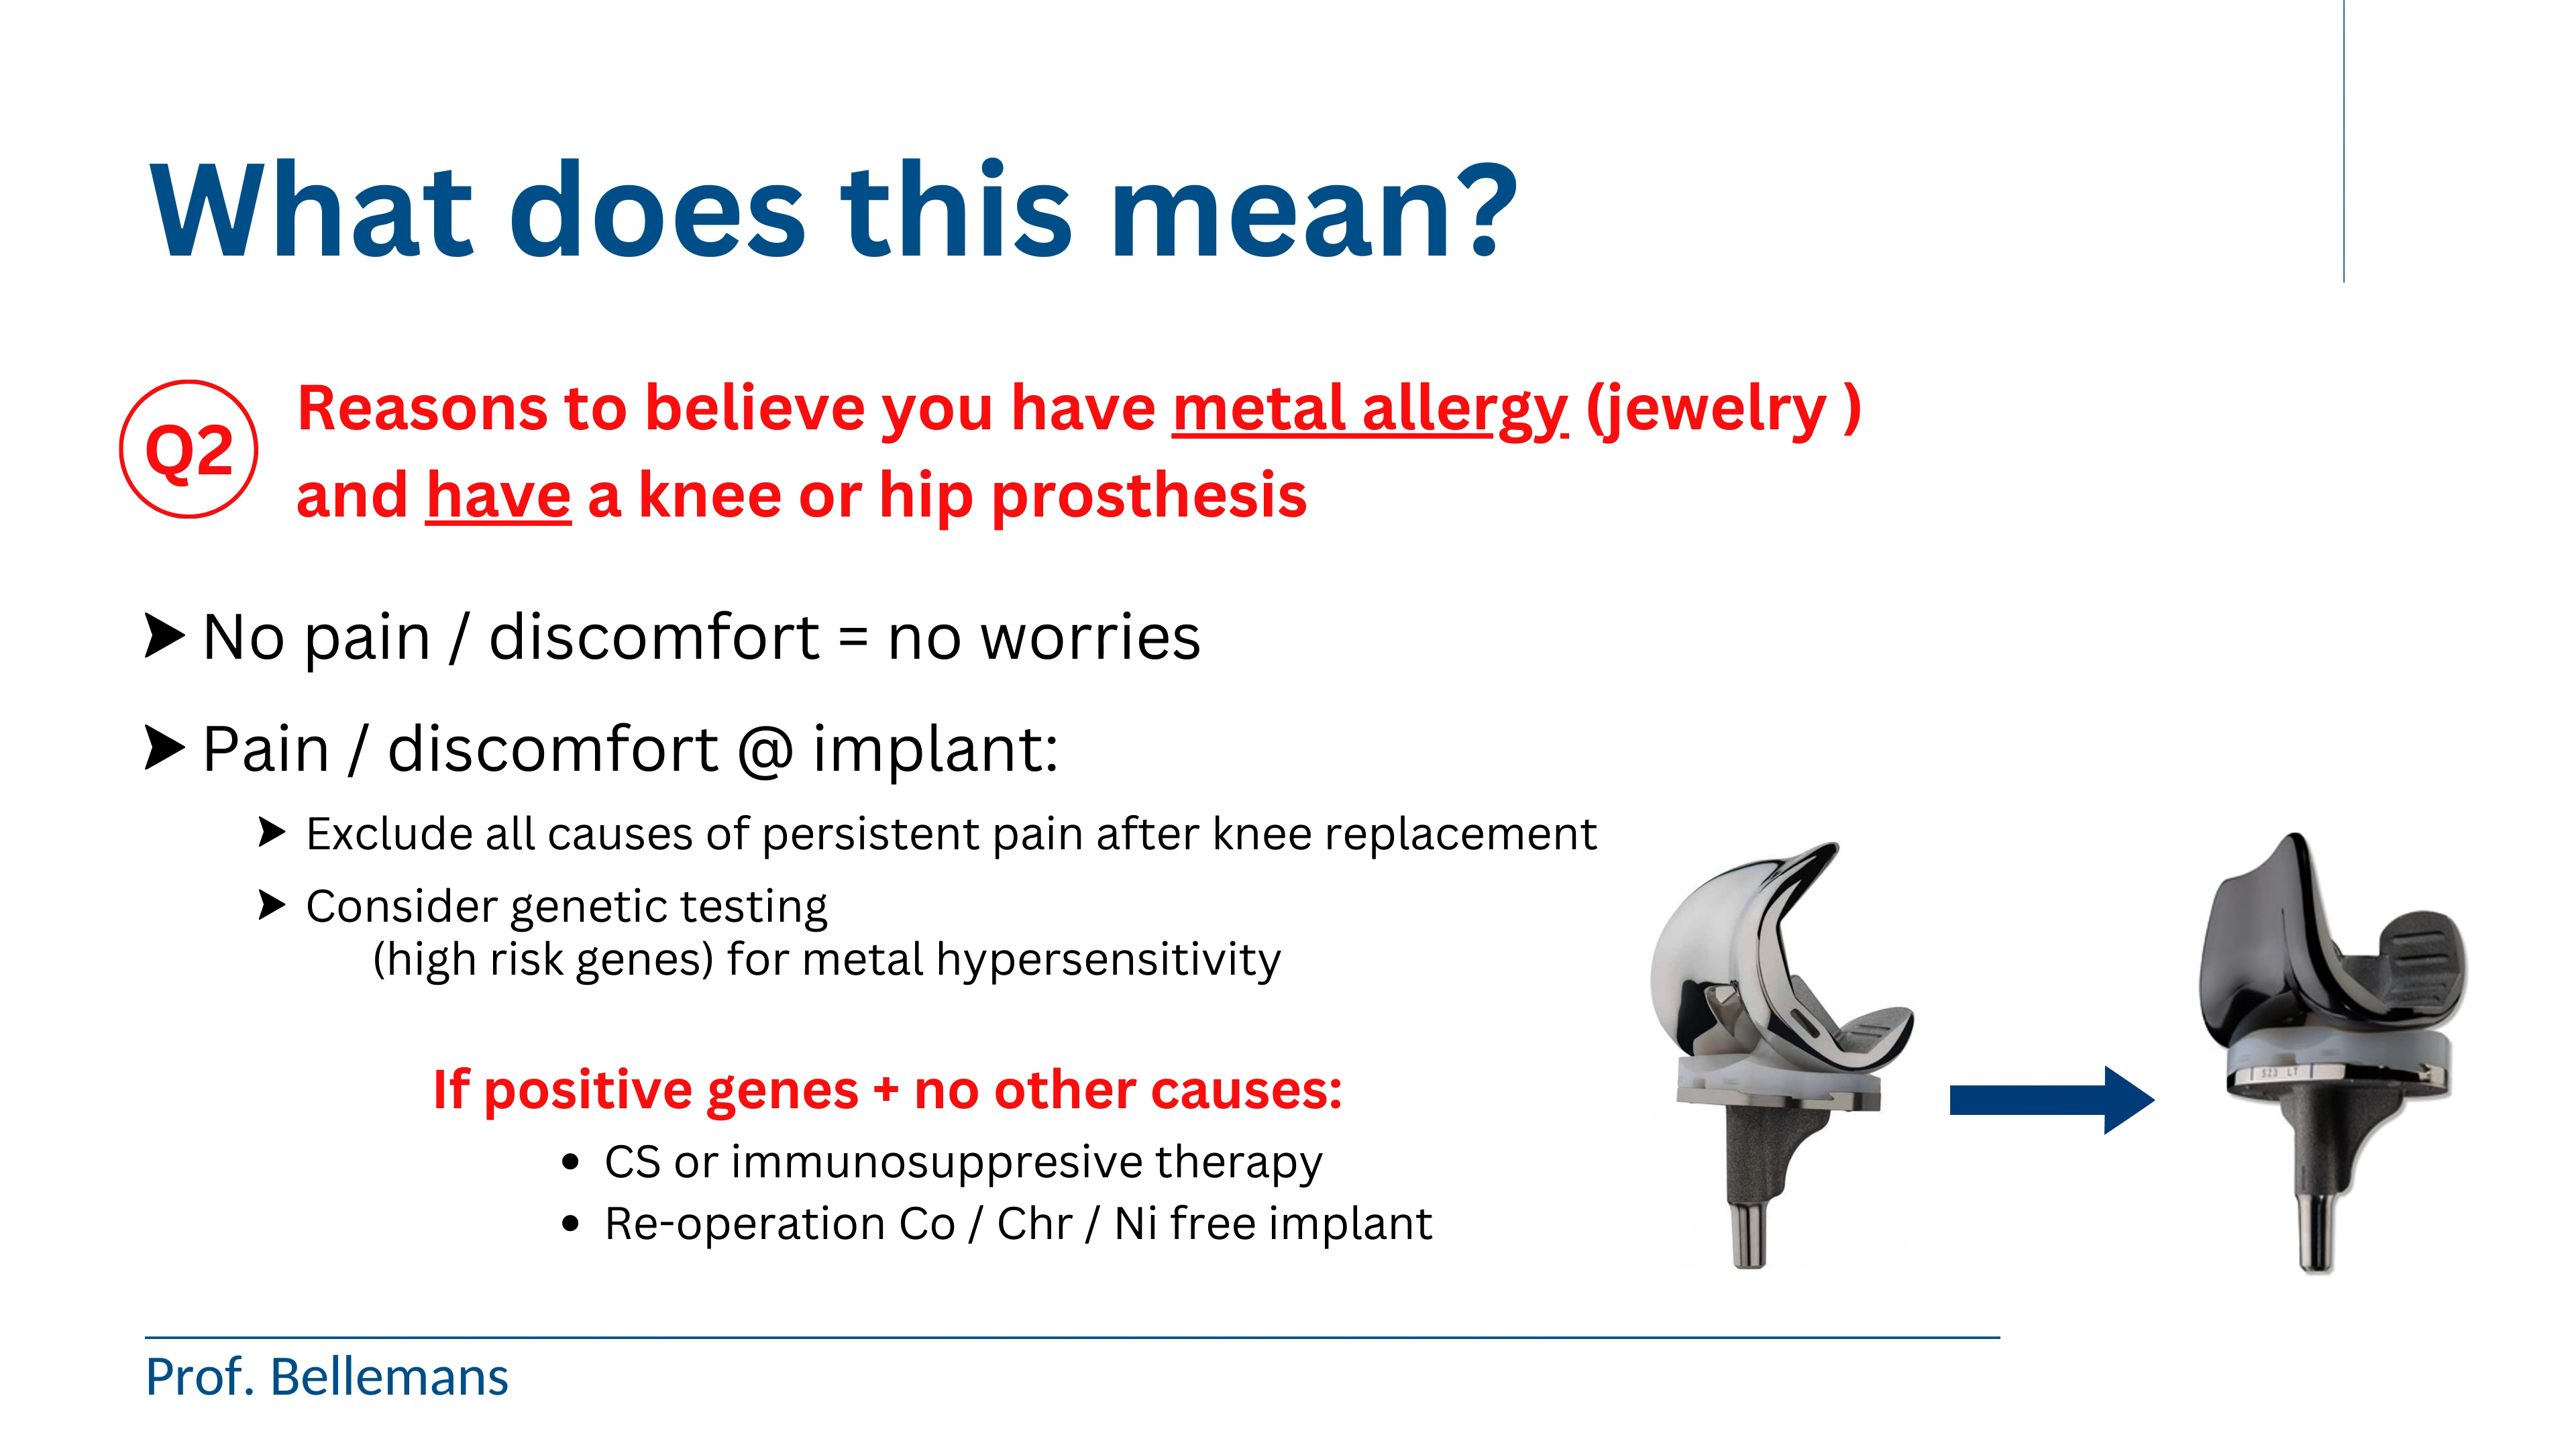 What does this mean?
Q2
Reasons to believe you have metal allergy (jewelry )
and have a knee or hip prosthesis
➤ No pain / discomfort = no worries
➤ Pain / discomfort @ implant:
➤ Exclude all causes of persistent pain after knee replacement
➤ Consider genetic testing
(high risk genes) for metal hypersensitivity
If positive genes + no other causes:
• CS or immunosuppresive therapy
• Re-operation Co / Chr / Ni free implant
SZ3 LT
Prof. Bellemans